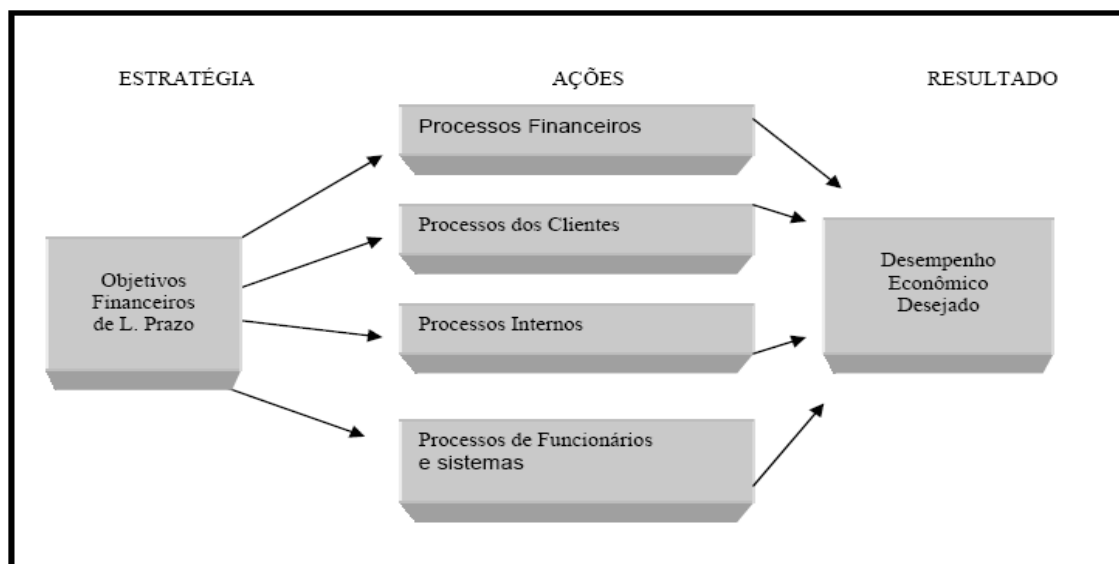 ESTRATÉGIA
AÇÕES
RESULTADO
Processos Financeiros
Processos dos Clientes
Objetivos
Financeiros
de L. Prazo
Processos Internos
Processos de Funcionários
e sistemas
Desempenho
Econômico
Desejado